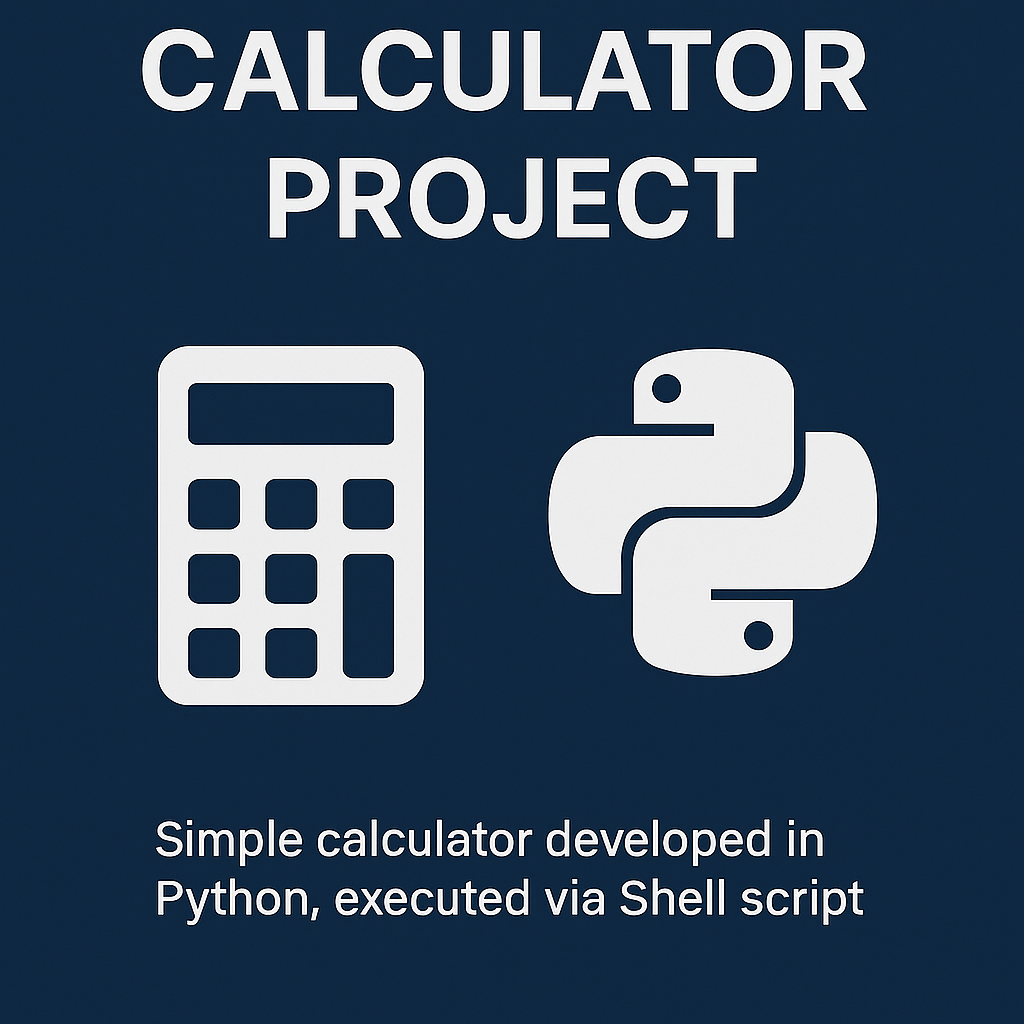 CALCULATOR
PROJECT
Simple calculator developed in
Python, executed via Shell script